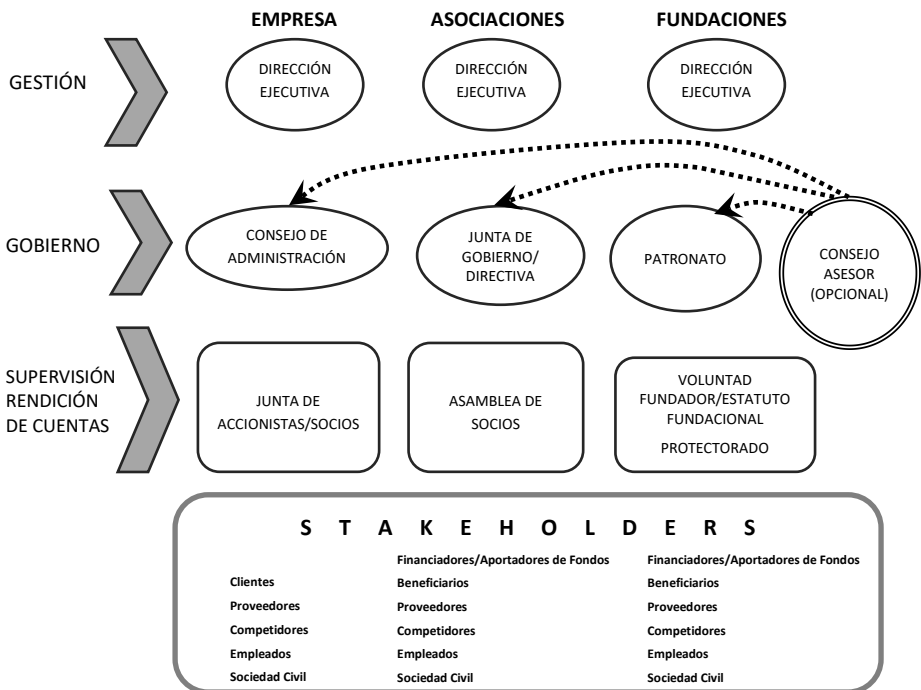 EMPRESA ASOCIACIONES FUNDACIONES
GESTIÓN
DIRECCIÓN
EJECUTIVA
DIRECCIÓN
EJECUTIVA
DIRECCIÓN
EJECUTIVA
GOBIERNO
CONSEJO DE
ADMINISTRACIÓN
JUNTA DE
GOBIERNO/
DIRECTIVA
PATRONATO
CONSEJO
ASESOR
(OPCIONAL)
SUPERVISIÓN
RENDICIÓN
DE CUENTAS
JUNTA DE
ACCIONISTAS/SOCIOS
ASAMBLEA DE
SOCIOS
VOLUNTAD
FUNDADOR/ESTATUTO
FUNDACIONAL
PROTECTORADO
S T A K E H O L D E R S
Clientes
Proveedores
Competidores
Empleados
Sociedad Civil
Financiadores/Aportadores de Fondos
Beneficiarios
Proveedores
Competidores
Empleados
Sociedad Civil
Financiadores/Aportadores de Fondos
Beneficiarios
Proveedores
Competidores
Empleados
Sociedad Civil